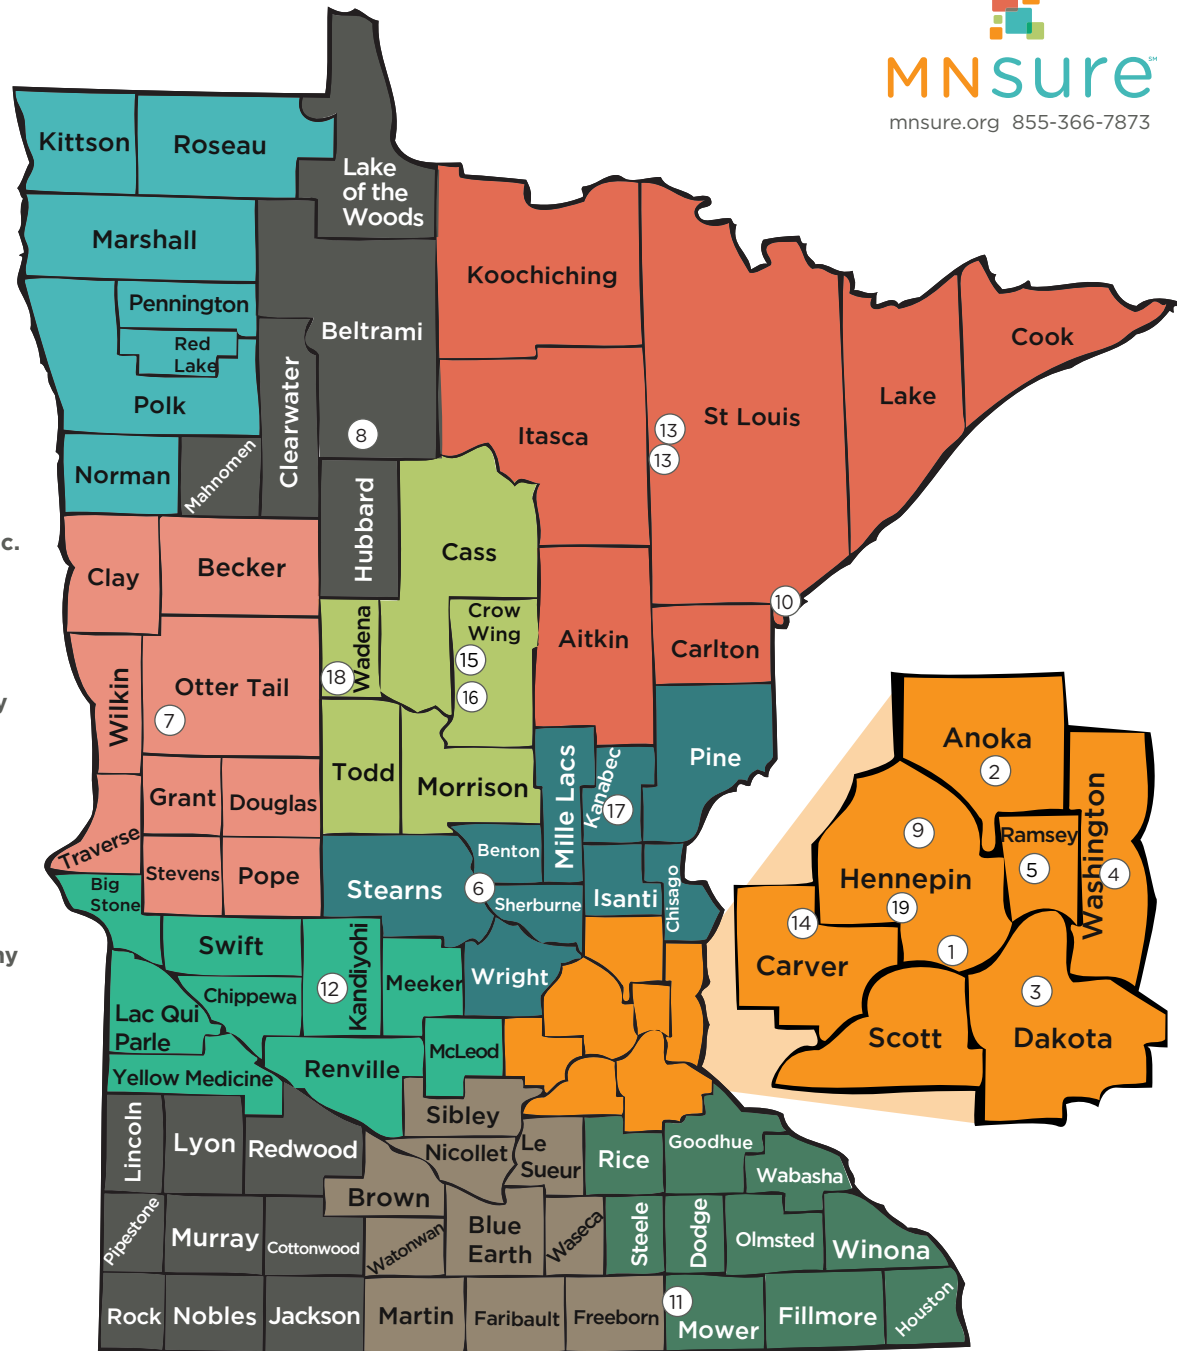 MNsure℠
mnsure.org 855-366-7873
Kittson
Roseau
Lake
of the
Woods
Marshall
Koochiching
Pennington
Beltrami
Cook
Red
Lake
Clearwater
Lake
Polk
St Louis
8
13
Itasca
13
Norman
Mahnomen
Hubbard
c.
Cass
Clay
Becker
10
Crow
Wing
Wadena
Aitkin
Carlton
15
18
Otter Tail
16
Wilkin
y
7
Anoka
Pine
2
Todd
Mille Lacs
Kanabec
Morrison
Grant
Douglas
17
Washington
9
Ramsey
Traverse
Benton
5
Stevens
Pope
Stearns
6
Isanti
Chisago
Hennepin
4
Big
Stone
Sherburne
19
14
Swift
Kandiyohi
1
ny
Wright
Carver
Meeker
12
Chippewa
3
Lac Qui
Parle
Scott
Dakota
McLeod
Renville
Yellow Medicine
Sibley
Lincoln
Lyon
Redwood
Nicollet
Le
Sueur
Rice
Goodhue
Wabasha
Brown
Pipestone
Murray
Cottonwood
Watonwan
Blue
Earth
Waseca
Steele
Dodge
Olmsted
Winona
11
Rock
Nobles
Jackson
Martin
Faribault
Freeborn
Mower
Fillmore
Houston